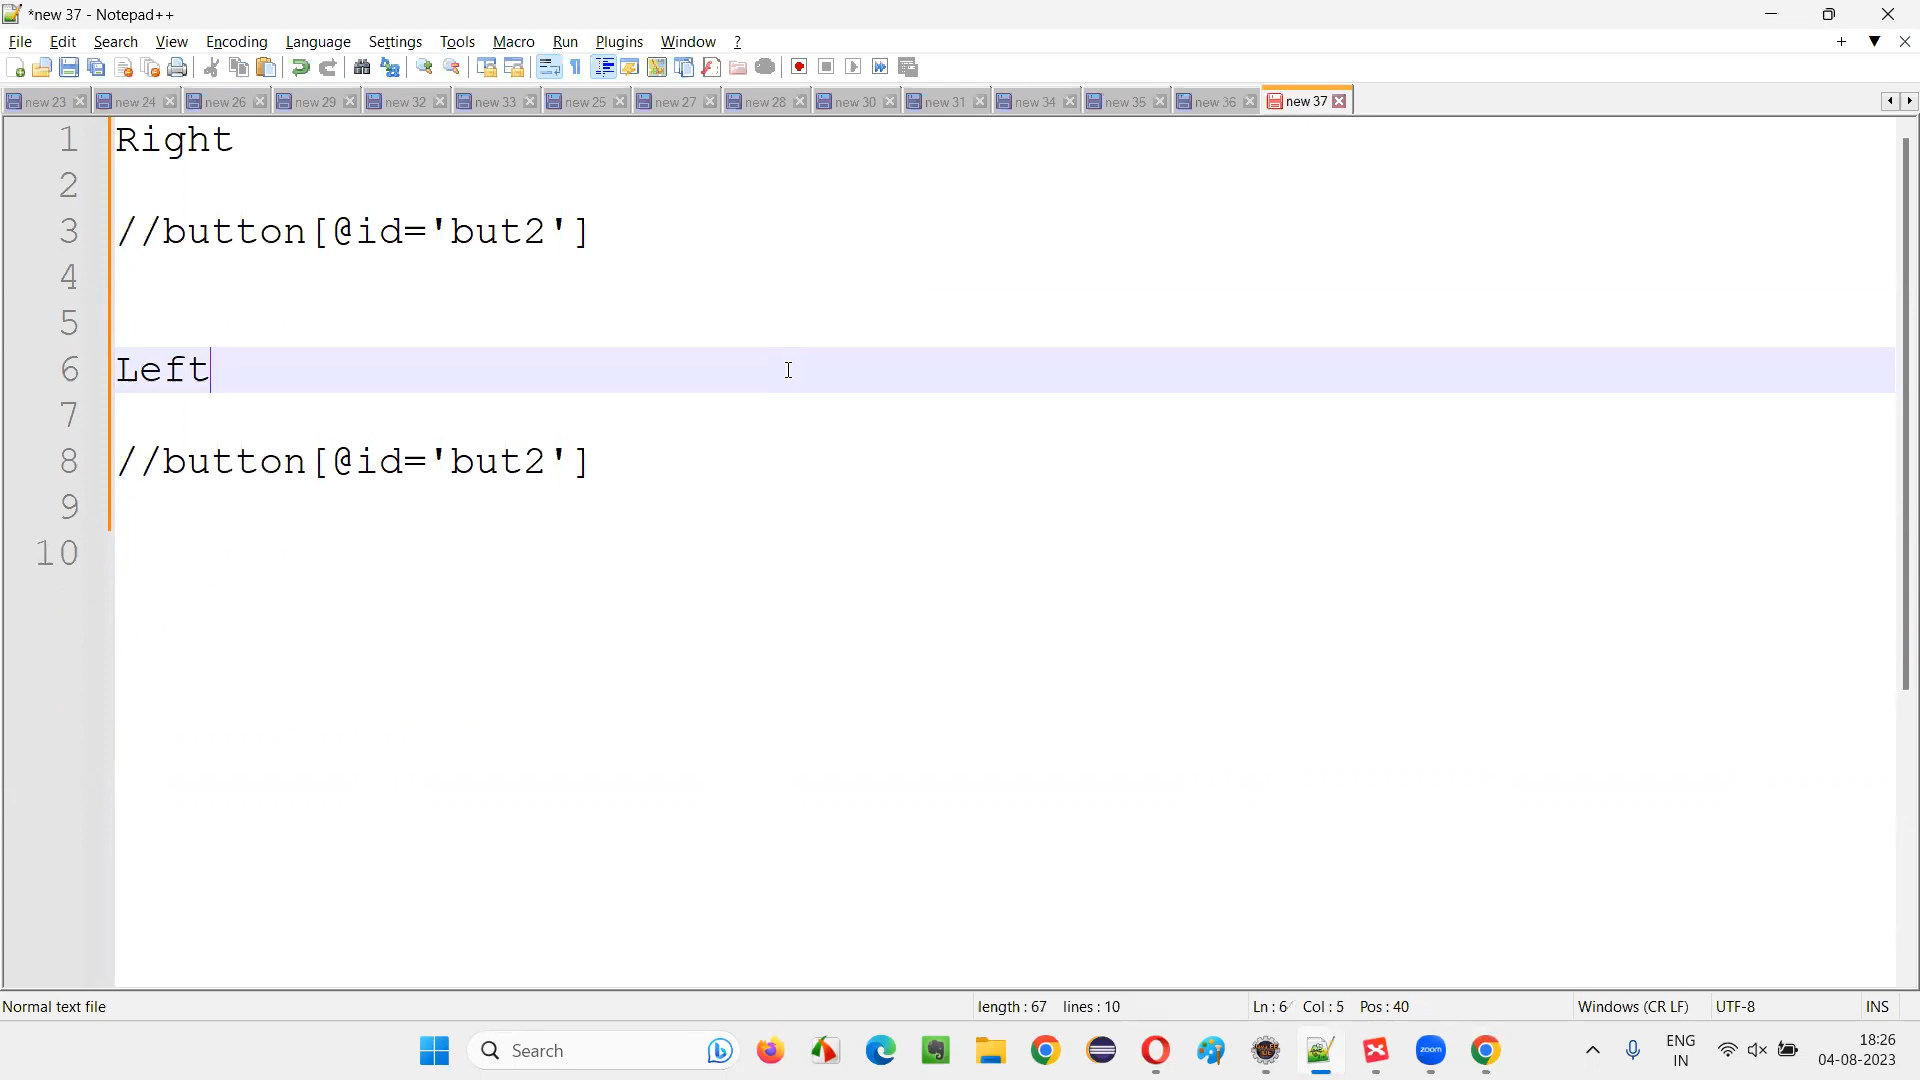 *new 37 - Notepad++
File Edit Search View Encoding Language Settings Tools Macro Run Plugins Window ?
new 23 new 24 new 26 new 29 new 32 new 33 new 25 new 27 new 28 new 30 new 31 new 34 new 35 new 36 new 37
1 Right
2
3 //button[@id='but2']
4
5
6 Left
7
8 //button[@id='but2']
9
10
Normal text file length : 67 lines : 10 Ln : 6 Col : 5 Pos : 40 Windows (CR LF) UTF-8 INS
Search zoom ENG 18:26
IN 04-08-2023